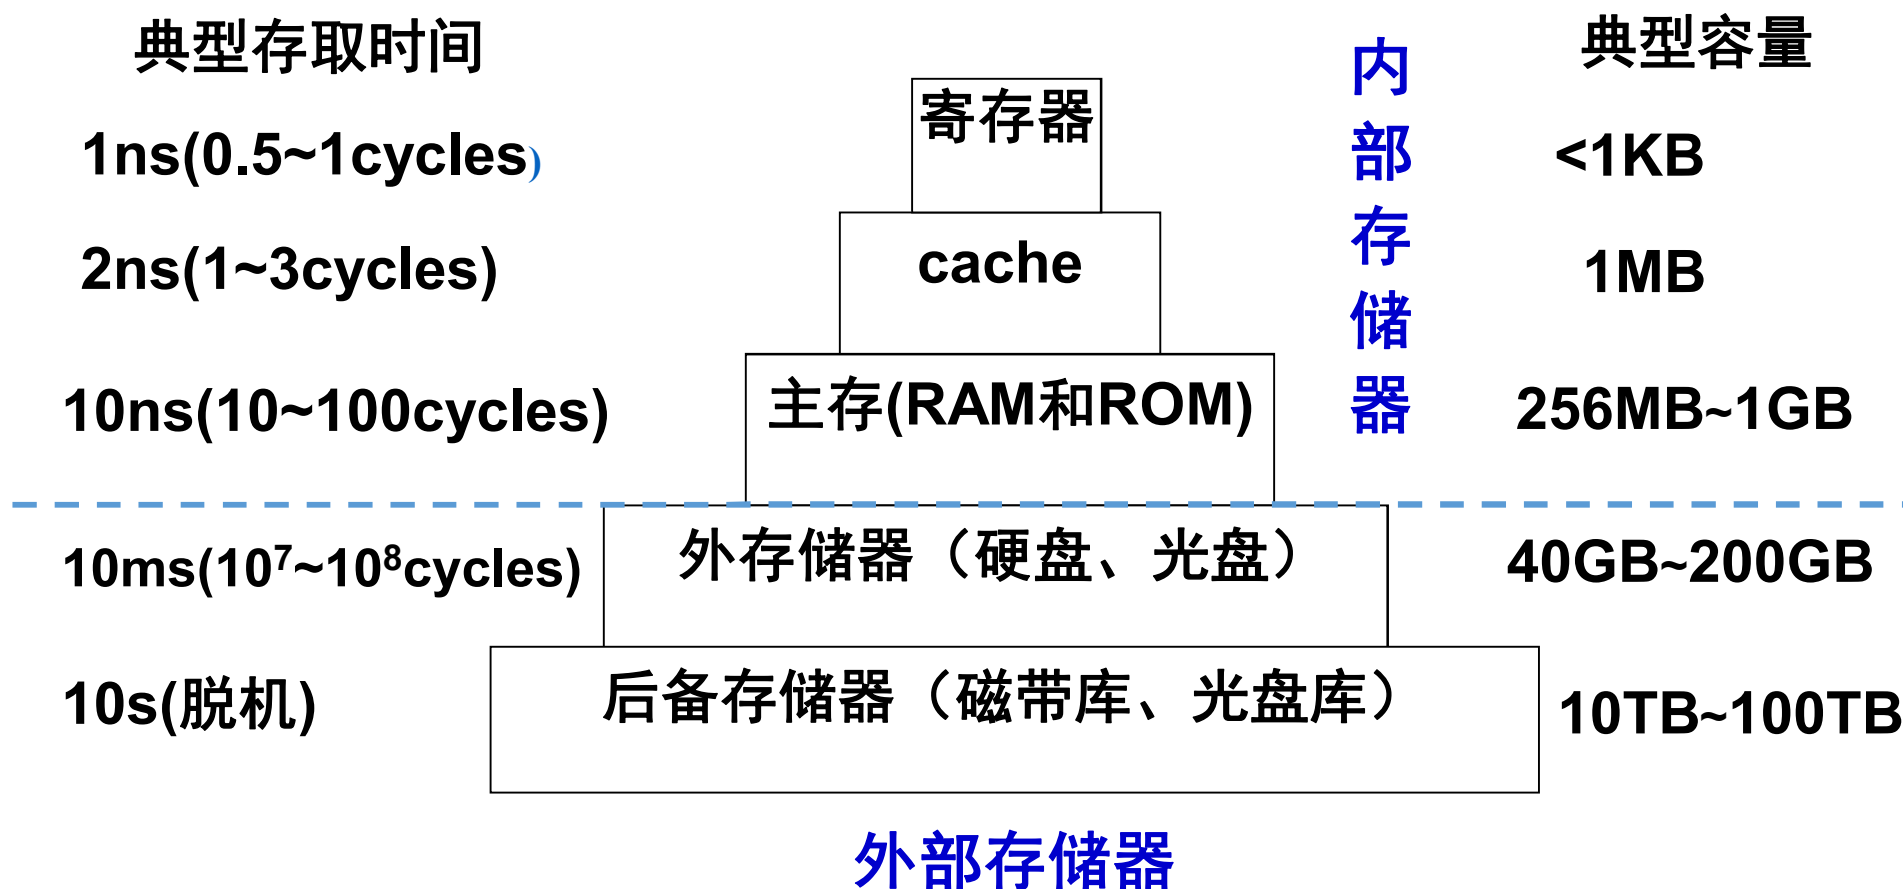 典型存取时间
典型容量
内部存储器
寄存器
1ns(0.5~1cycles)
<1KB
2ns(1~3cycles)
cache
1MB
10ns(10~100cycles)
主存(RAM和ROM)
256MB~1GB
10ms(10⁷~10⁸cycles)
外存储器（硬盘、光盘）
40GB~200GB
10s(脱机)
后备存储器（磁带库、光盘库）
10TB~100TB
外部存储器